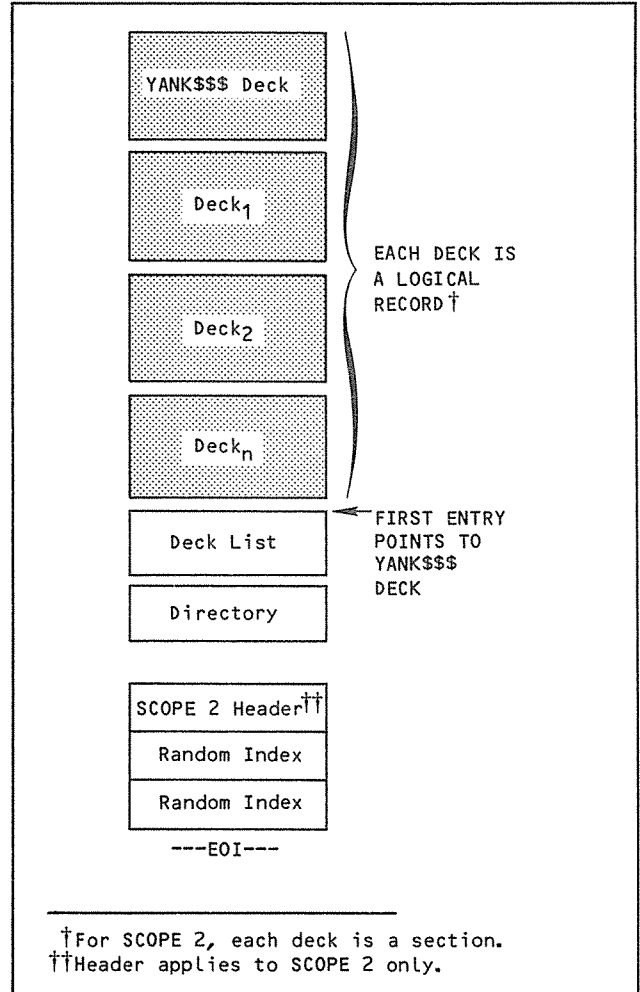 YANK$$$ Deck
Deck1
Deck2
Deckn
EACH DECK IS
A LOGICAL
RECORD†
FIRST ENTRY
POINTS TO
YANK$$$
DECK
Deck List
Directory
SCOPE 2 Header††
Random Index
Random Index
---EOI---
†For SCOPE 2, each deck is a section.
††Header applies to SCOPE 2 only.